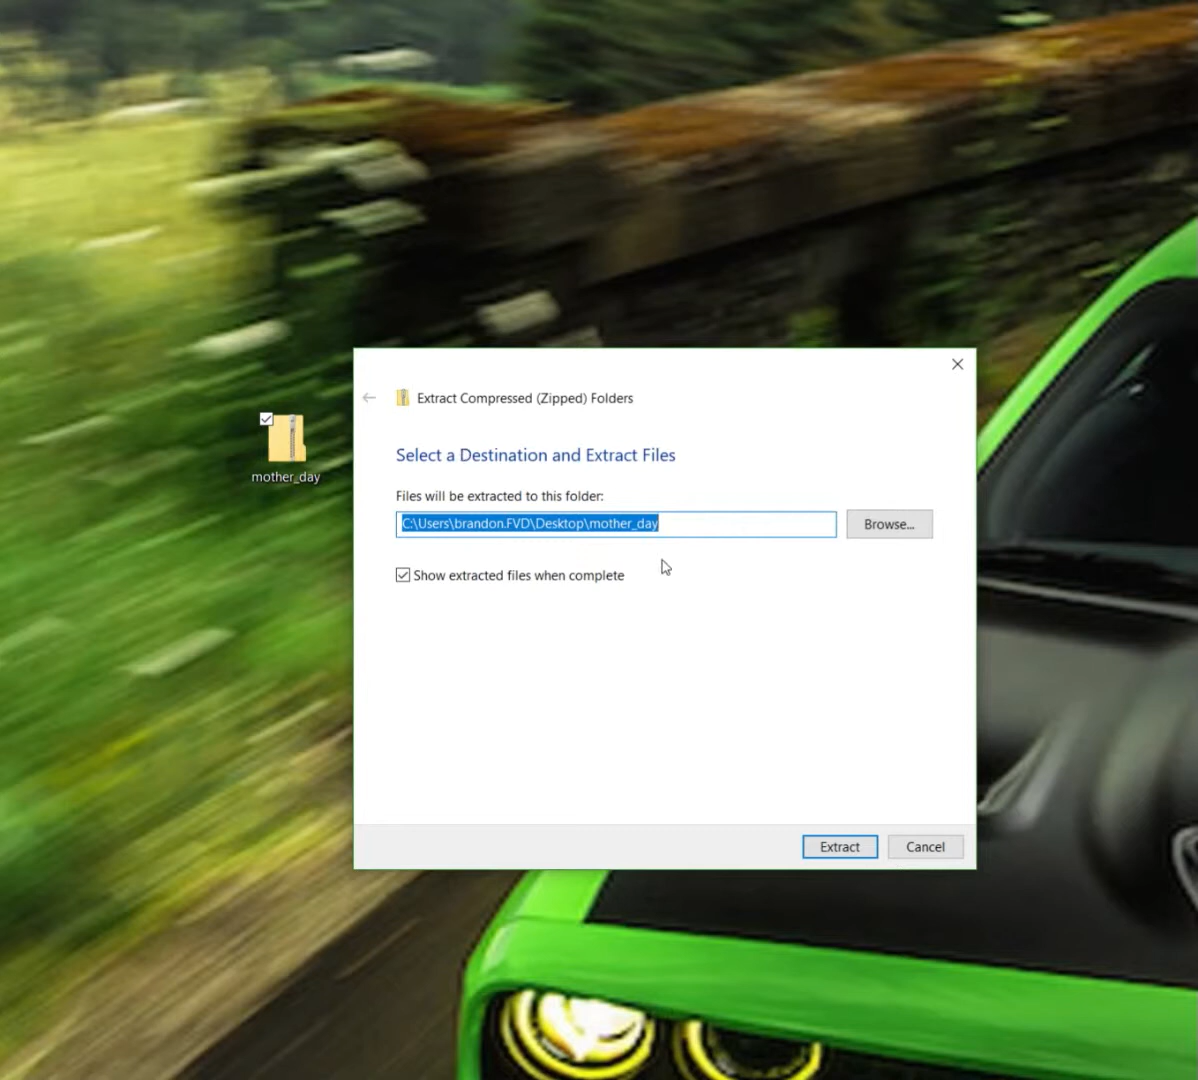 Extract Compressed (Zipped) Folders
Select a Destination and Extract Files
mother_day
Files will be extracted to this folder:
C:\Users\brandon.FVD\Desktop\mother_day
Browse...
Show extracted files when complete
Extract
Cancel